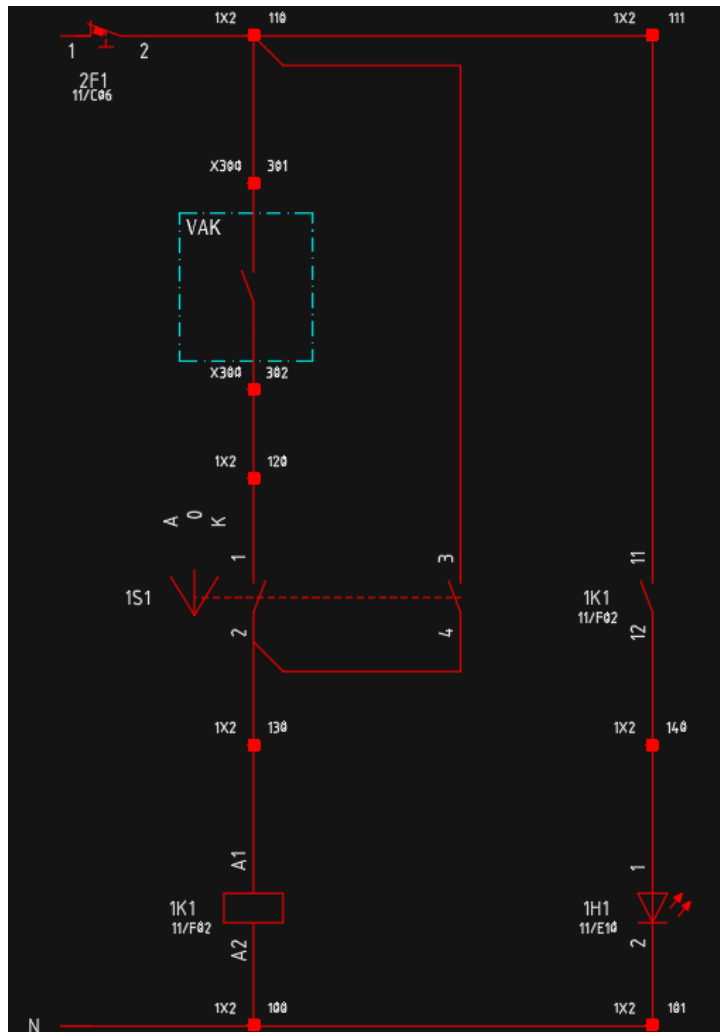 1X2 110
1X2 111
1 2
2F1
11/C06
X300 301
VAK
X300 302
1X2 120
A 0 K
1 3 11
1S1
1K1
11/F02
2 4 12
1X2 130
1X2 140
A1 1
1K1
11/F02
1H1
11/E10
A2 2
1X2 100
1X2 101
N